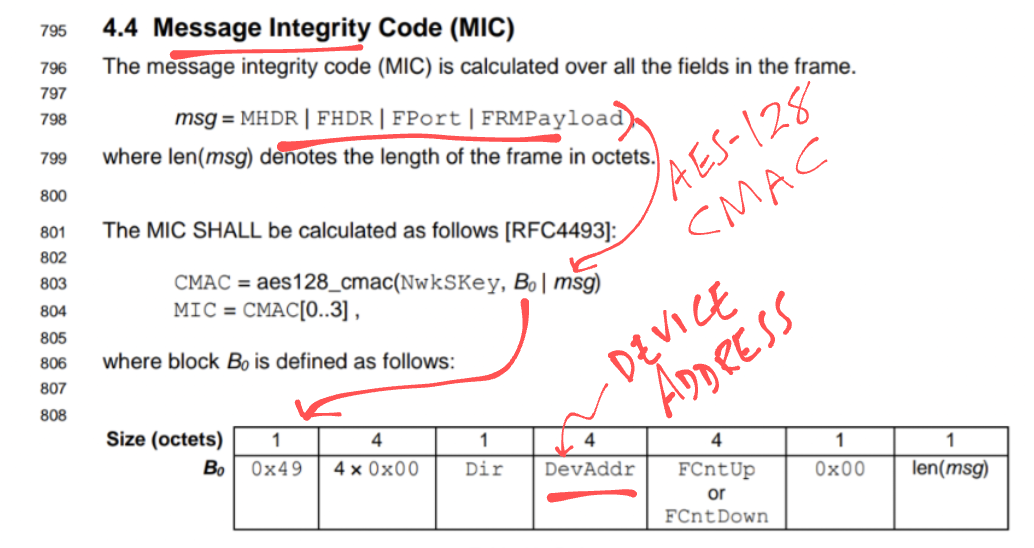 795 4.4 Message Integrity Code (MIC)
796 The message integrity code (MIC) is calculated over all the fields in the frame.
797
798 msg = MHDR | FHDR | FPort | FRMPayload)
799 where len(msg) denotes the length of the frame in octets.
AES-128
CMAC
800
801 The MIC SHALL be calculated as follows [RFC4493]:
802
803 CMAC = aes128_cmac(NwkSKey, B0 | msg)
804 MIC = CMAC[0..3] ,
805
806 where block B0 is defined as follows:
DEVICE
ADDRESS
807
808
Size (octets) 1 4 1 4 4 1 1
B0 0x49 4 × 0x00 Dir DevAddr FCntUp 0x00 len(msg)
or
FCntDown